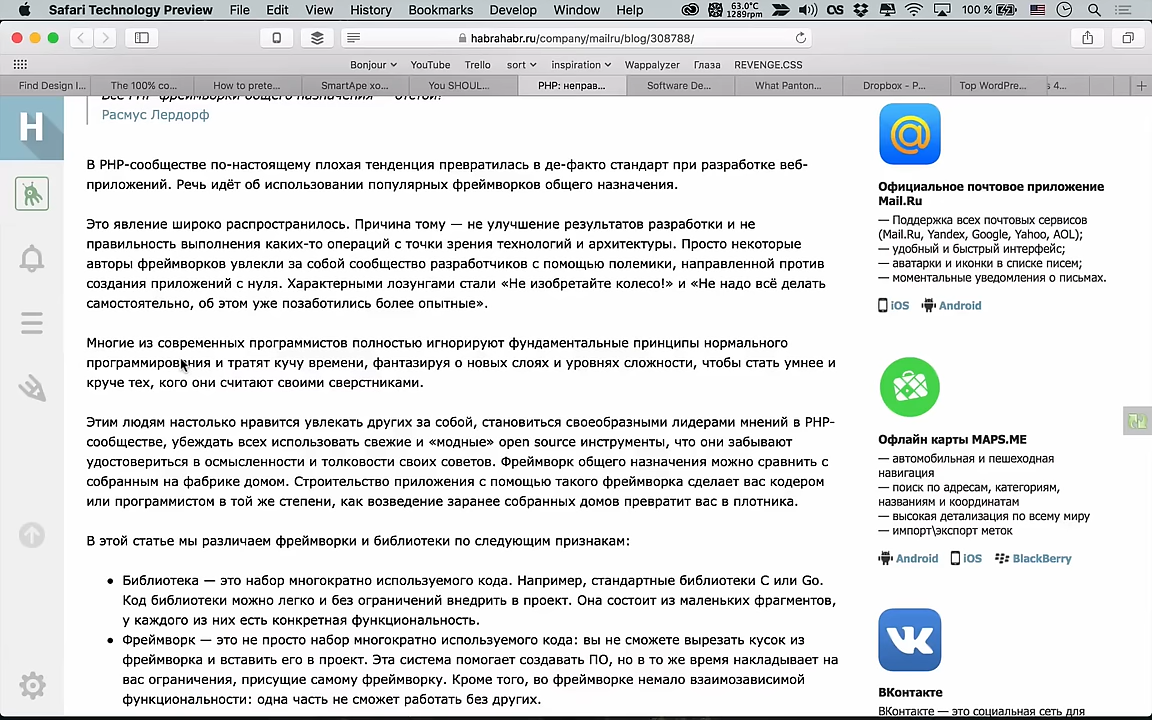 Safari Technology Preview File Edit View History Bookmarks Develop Window Help 63.0°C 1289rpm 100 %
habrahabr.ru/company/mailru/blog/308788/
Bonjour YouTube Trello sort inspiration Wappalyzer Глаза REVENGE.CSS
Find Design I... The 100% co... How to prete... SmartApe хо... You SHOUL... PHP: неправ... Software De... What Panton... Dropbox - P... Top WordPre... s 4...
H
Расмус Лердорф
В PHP-сообществе по-настоящему плохая тенденция превратилась в де-факто стандарт при разработке веб-
приложений. Речь идёт об использовании популярных фреймворков общего назначения.
Это явление широко распространилось. Причина тому — не улучшение результатов разработки и не
правильность выполнения каких-то операций с точки зрения технологий и архитектуры. Просто некоторые
авторы фреймворков увлекли за собой сообщество разработчиков с помощью полемики, направленной против
создания приложений с нуля. Характерными лозунгами стали «Не изобретайте колесо!» и «Не надо всё делать
самостоятельно, об этом уже позаботились более опытные».
Многие из современных программистов полностью игнорируют фундаментальные принципы нормального
программирования и тратят кучу времени, фантазируя о новых слоях и уровнях сложности, чтобы стать умнее и
круче тех, кого они считают своими сверстниками.
Этим людям настолько нравится увлекать других за собой, становиться своеобразными лидерами мнений в PHP-
сообществе, убеждать всех использовать свежие и «модные» open source инструменты, что они забывают
удостовериться в осмысленности и толковости своих советов. Фреймворк общего назначения можно сравнить с
собранным на фабрике домом. Строительство приложения с помощью такого фреймворка сделает вас кодером
или программистом в той же степени, как возведение заранее собранных домов превратит вас в плотника.
В этой статье мы различаем фреймворки и библиотеки по следующим признакам:
• Библиотека — это набор многократно используемого кода. Например, стандартные библиотеки C или Go.
Код библиотеки можно легко и без ограничений внедрить в проект. Она состоит из маленьких фрагментов,
у каждого из них есть конкретная функциональность.
• Фреймворк — это не просто набор многократно используемого кода: вы не сможете вырезать кусок из
фреймворка и вставить его в проект. Эта система помогает создавать ПО, но в то же время накладывает на
вас ограничения, присущие самому фреймворку. Кроме того, во фреймворке немало взаимозависимой
функциональности: одна часть не сможет работать без других.
Официальное почтовое приложение
Mail.Ru
— Поддержка всех почтовых сервисов
(Mail.Ru, Yandex, Google, Yahoo, AOL);
— удобный и быстрый интерфейс;
— аватарки и иконки в списке писем;
— моментальные уведомления о письмах.
iOS Android
Офлайн карты MAPS.ME
— автомобильная и пешеходная
навигация
— поиск по адресам, категориям,
названиям и координатам
— высокая детализация по всему миру
— импорт\экспорт меток
Android iOS BlackBerry
ВКонтакте
ВКонтакте — это социальная сеть для